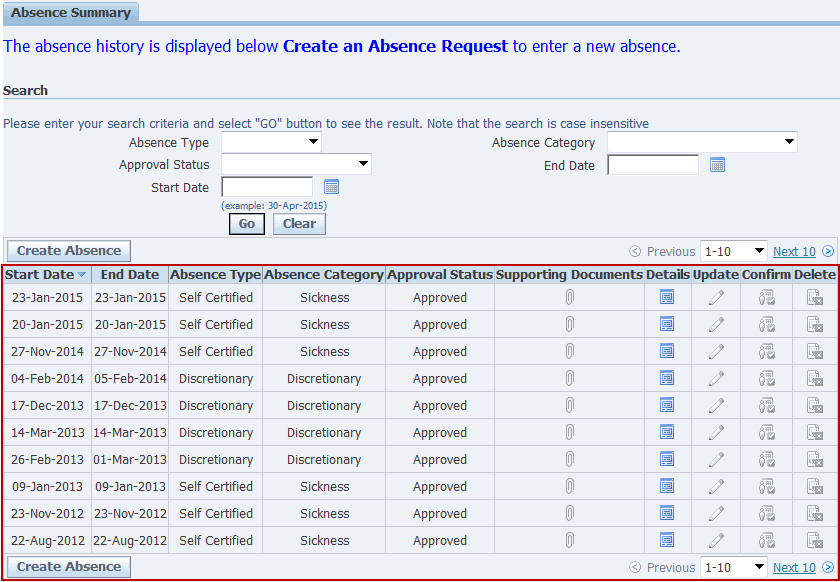 Absence Summary
The absence history is displayed below Create an Absence Request to enter a new absence.
Search
Please enter your search criteria and select "GO" button to see the result. Note that the search is case insensitive
Absence Type Absence Category
Approval Status End Date
Start Date
(example: 30-Apr-2015)
Go Clear
Create Absence Previous 1-10 Next 10
Start Date End Date Absence Type Absence Category Approval Status Supporting Documents Details Update Confirm Delete
23-Jan-2015 23-Jan-2015 Self Certified Sickness Approved
20-Jan-2015 20-Jan-2015 Self Certified Sickness Approved
27-Nov-2014 27-Nov-2014 Self Certified Sickness Approved
04-Feb-2014 05-Feb-2014 Discretionary Discretionary Approved
17-Dec-2013 17-Dec-2013 Discretionary Discretionary Approved
14-Mar-2013 14-Mar-2013 Discretionary Discretionary Approved
26-Feb-2013 01-Mar-2013 Discretionary Discretionary Approved
09-Jan-2013 09-Jan-2013 Self Certified Sickness Approved
23-Nov-2012 23-Nov-2012 Self Certified Sickness Approved
22-Aug-2012 22-Aug-2012 Self Certified Sickness Approved
Create Absence Previous 1-10 Next 10